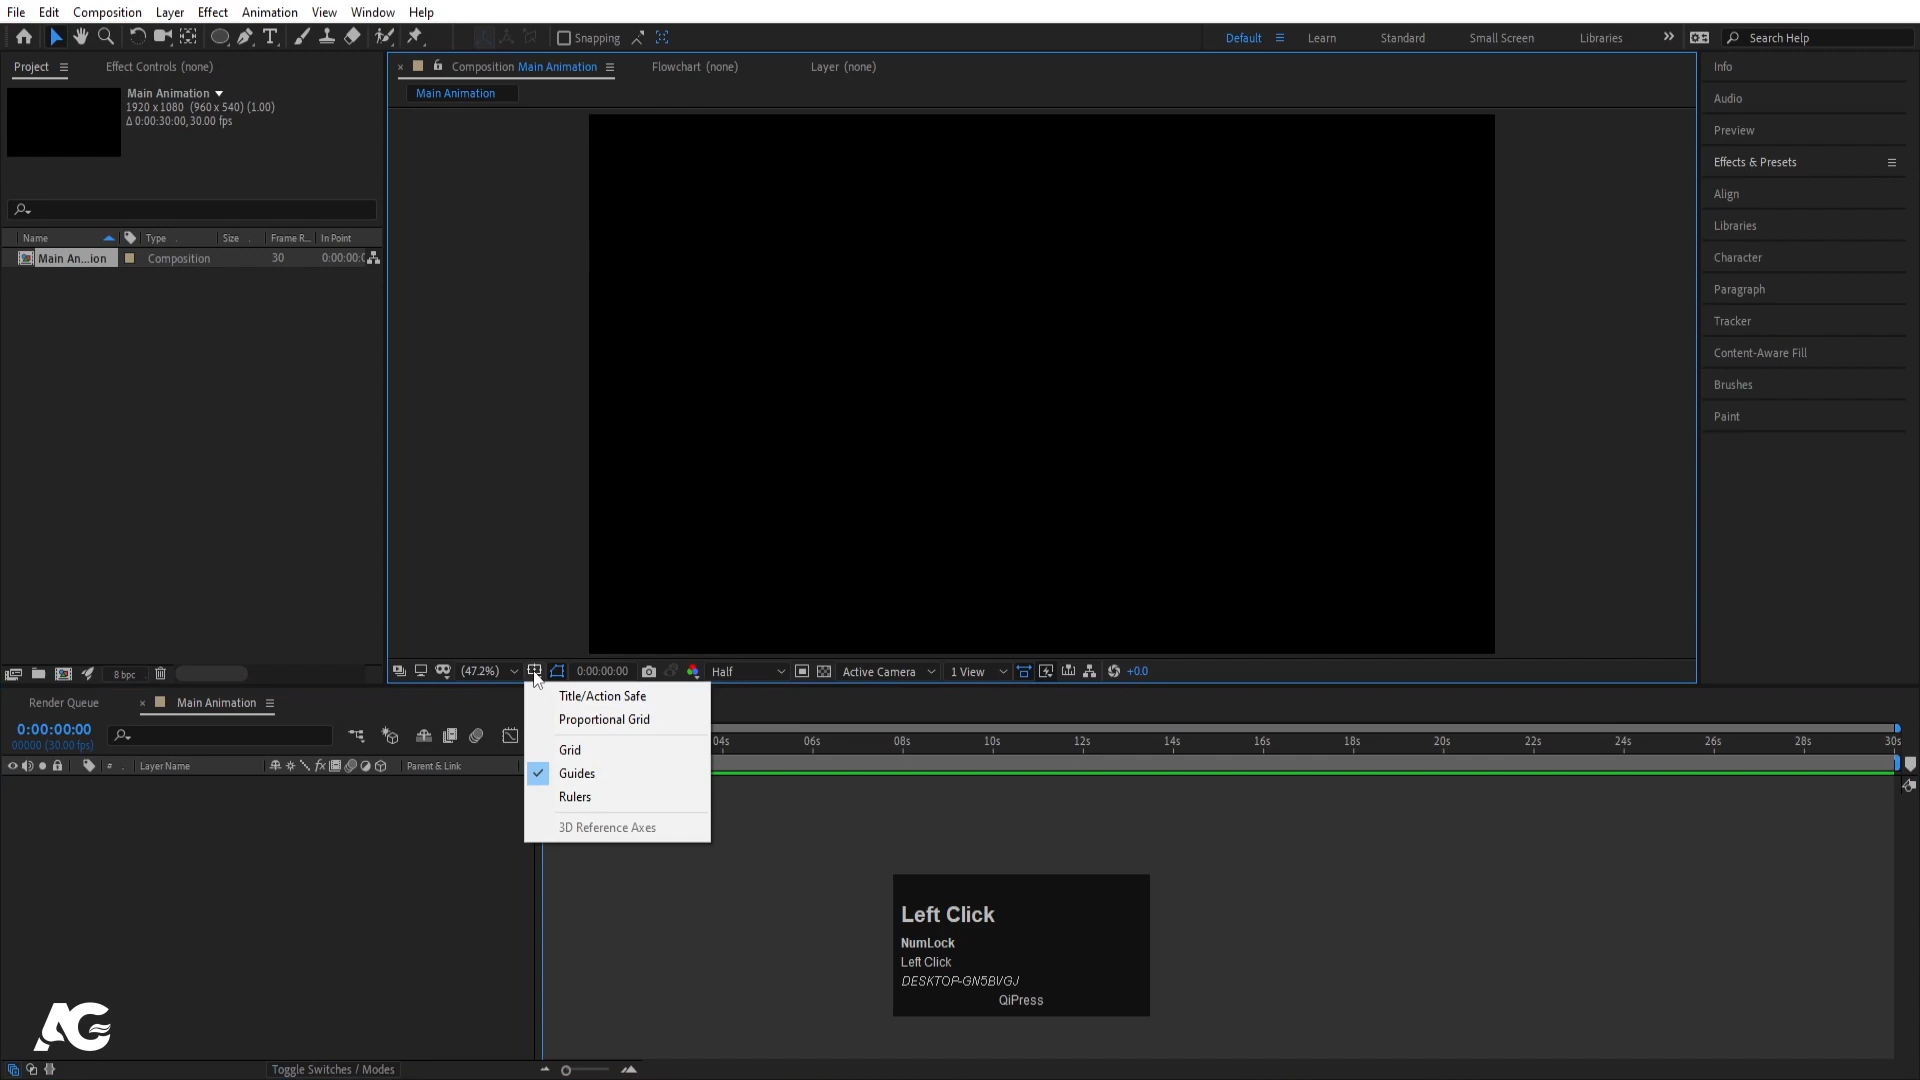 File Edit Composition Layer Effect Animation View Window Help
Snapping Default Learn Standard Small Screen Libraries >> Search Help
Project Effect Controls (none)
Main Animation
1920 x 1080 (960 x 540) (1.00)
Δ 0:00:30:00, 30.00 fps
Name Type Size Frame R... In Point
Main An...ion Composition 30 0:00:00:0
8 bpc
Composition Main Animation Flowchart (none) Layer (none)
Main Animation
(47.2%) 0:00:00:00 Half Active Camera 1 View +0.0
Info
Audio
Preview
Effects & Presets
Align
Libraries
Character
Paragraph
Tracker
Content-Aware Fill
Brushes
Paint
Title/Action Safe
Proportional Grid
Grid
Guides
Rulers
3D Reference Axes
Render Queue Main Animation
0:00:00:00
00000 (30.00 fps)
# Layer Name fx Parent & Link
04s 06s 08s 10s 12s 14s 16s 18s 20s 22s 24s 26s 28s 30s
Left Click
NumLock
Left Click
DESKTOP-GN5BVGJ
QiPress
AG
Toggle Switches / Modes